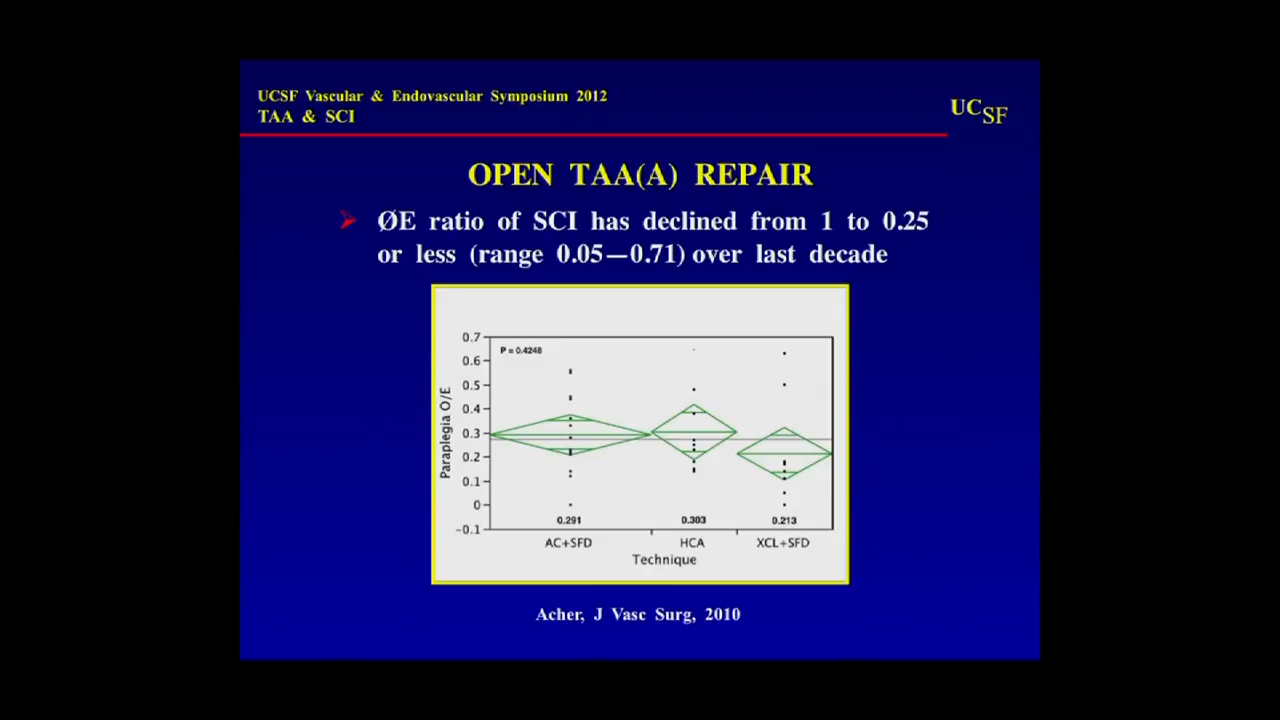 UCSF Vascular & Endovascular Symposium 2012
TAA & SCI
UCSF
OPEN TAA(A) REPAIR
ØE ratio of SCI has declined from 1 to 0.25
or less (range 0.05—0.71) over last decade
0.7
P = 0.4248
0.6
0.5
0.4
0.3
0.2
0.1
0
-0.1
Paraplegia O/E
0.291 0.303 0.213
AC+SFD HCA XCL+SFD
Technique
Acher, J Vasc Surg, 2010